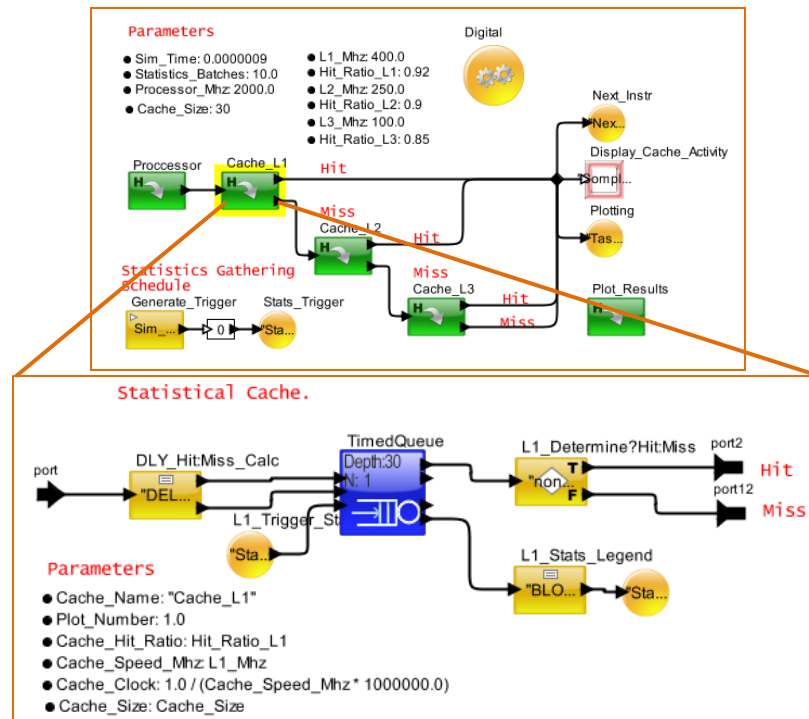 Parameters
Sim_Time: 0.0000009
Statistics_Batches: 10.0
Processor_Mhz: 2000.0
Cache_Size: 30
L1_Mhz: 400.0
Hit_Ratio_L1: 0.92
L2_Mhz: 250.0
Hit_Ratio_L2: 0.9
L3_Mhz: 100.0
Hit_Ratio_L3: 0.85
Digital
Next_Instr
"Nex...
Display_Cache_Activity
"ompl...
Plotting
"Tas...
Proccessor
H
Cache_L1
H
Hit
Miss
Cache_L2
H
Hit
Miss
Cache_L3
H
Hit
Miss
Plot_Results
H
Statistics Gathering
Schedule
Generate_Trigger
Sim_...
0
Stats_Trigger
"Sta...
Statistical Cache.
port
DLY_Hit:Miss_Calc
"DEL...
TimedQueue
Depth:30
N: 1
L1_Trigger_St
"Sta...
L1_Determine?Hit:Miss
"non...
T
F
port2
Hit
port12
Miss
L1_Stats_Legend
"BLO...
"Sta...
Parameters
Cache_Name: "Cache_L1"
Plot_Number: 1.0
Cache_Hit_Ratio: Hit_Ratio_L1
Cache_Speed_Mhz: L1_Mhz
Cache_Clock: 1.0 / (Cache_Speed_Mhz * 1000000.0)
Cache_Size: Cache_Size